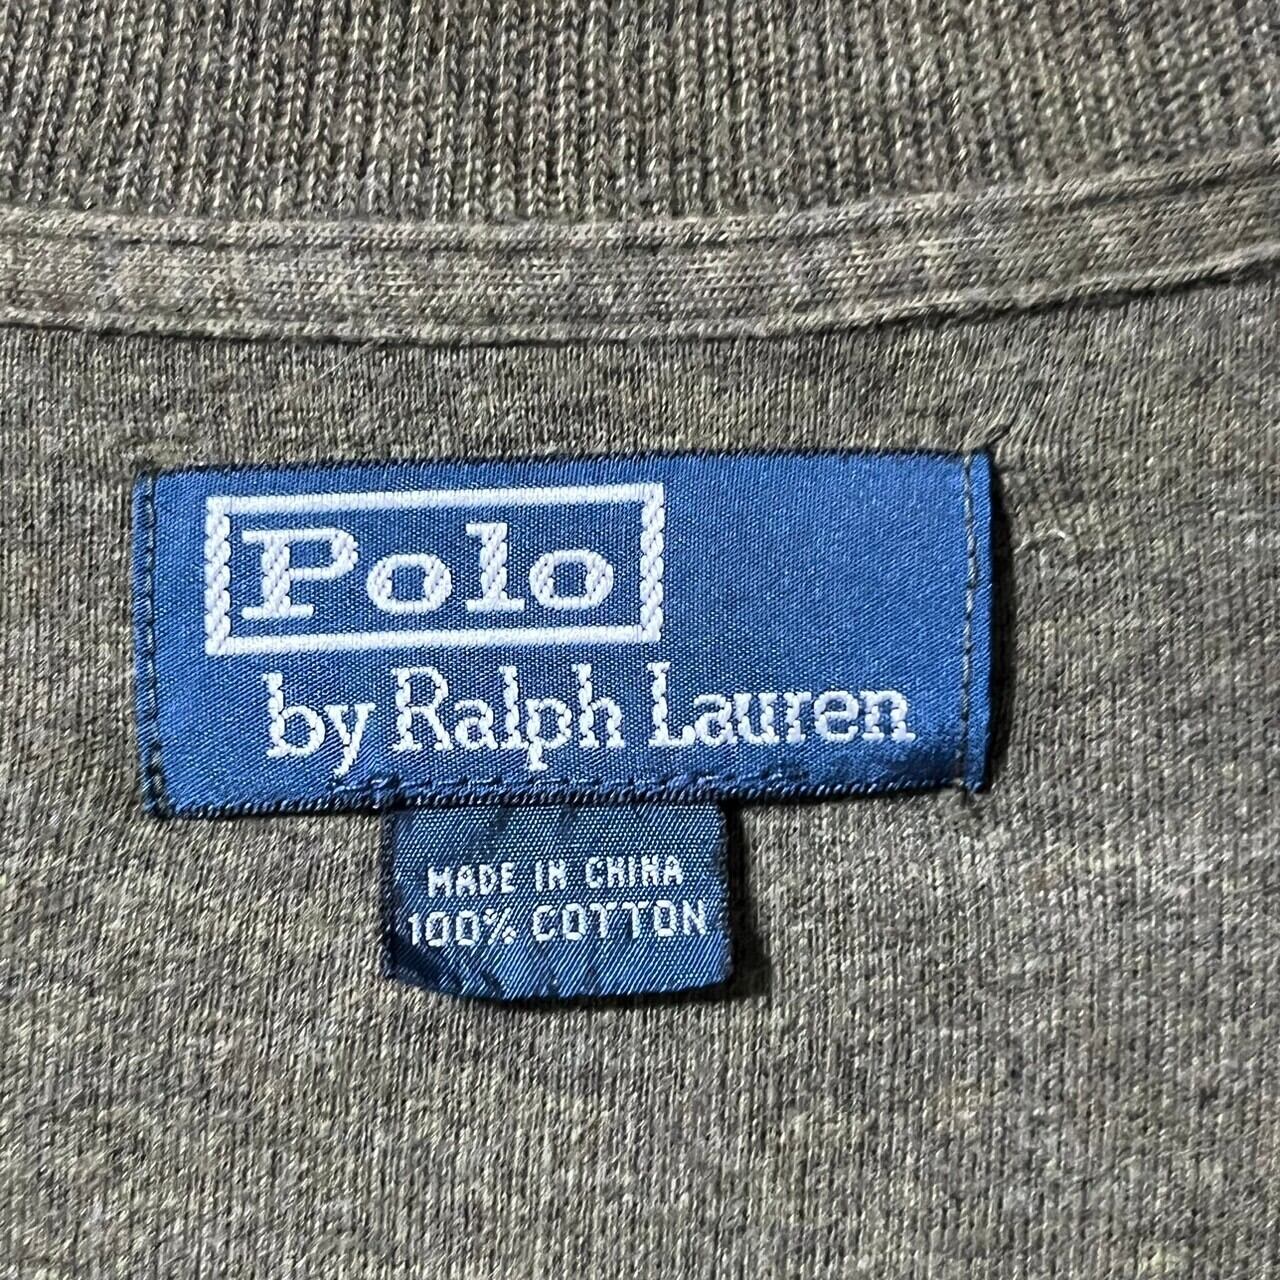 Polo
by Ralph Lauren
MADE IN CHINA
100% COTTON